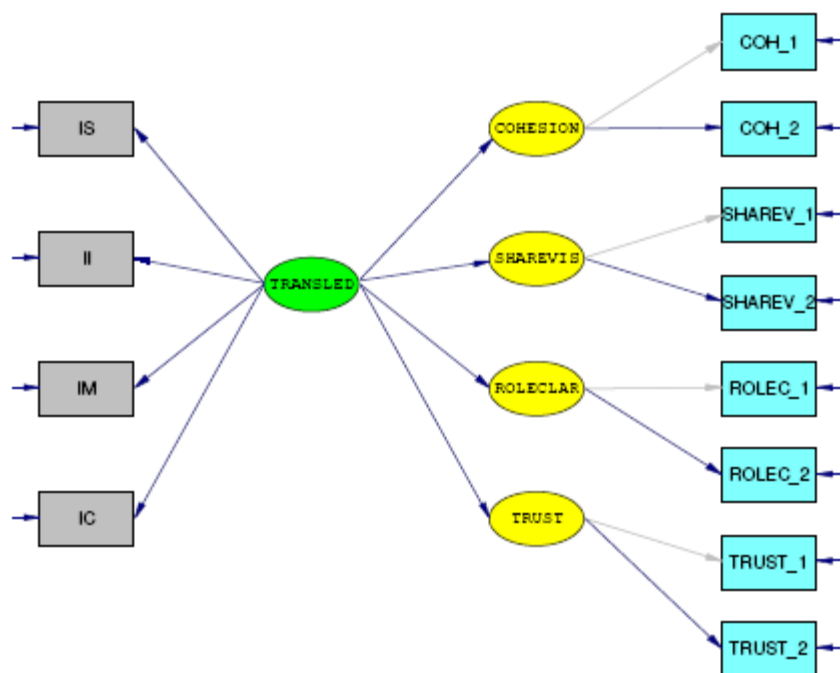 IS
II
IM
IC
TRANSLED
COHESION
SHAREVIS
ROLECLAR
TRUST
COH_1
COH_2
SHAREV_1
SHAREV_2
ROLEC_1
ROLEC_2
TRUST_1
TRUST_2